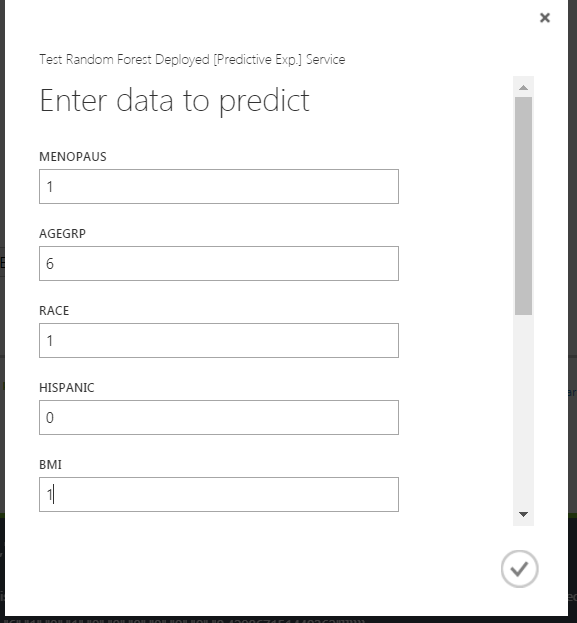 Test Random Forest Deployed [Predictive Exp.] Service
Enter data to predict
MENOPAUS
1
AGEGRP
6
RACE
1
HISPANIC
0
BMI
1